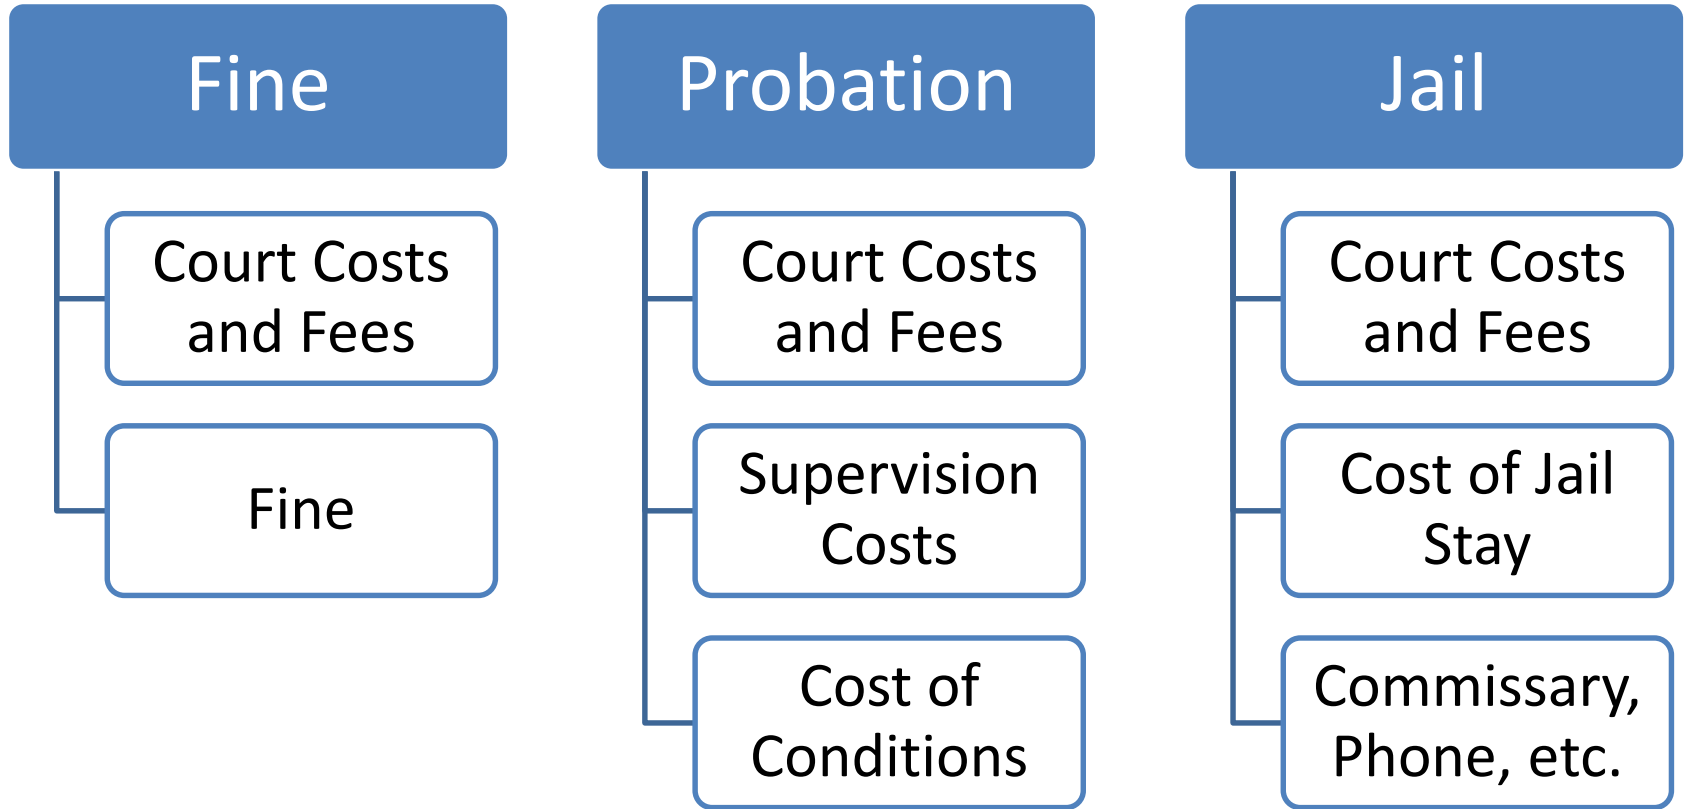 Fine
Court Costs
and Fees
Fine
Probation
Court Costs
and Fees
Supervision
Costs
Cost of
Conditions
Jail
Court Costs
and Fees
Cost of Jail
Stay
Commissary,
Phone, etc.